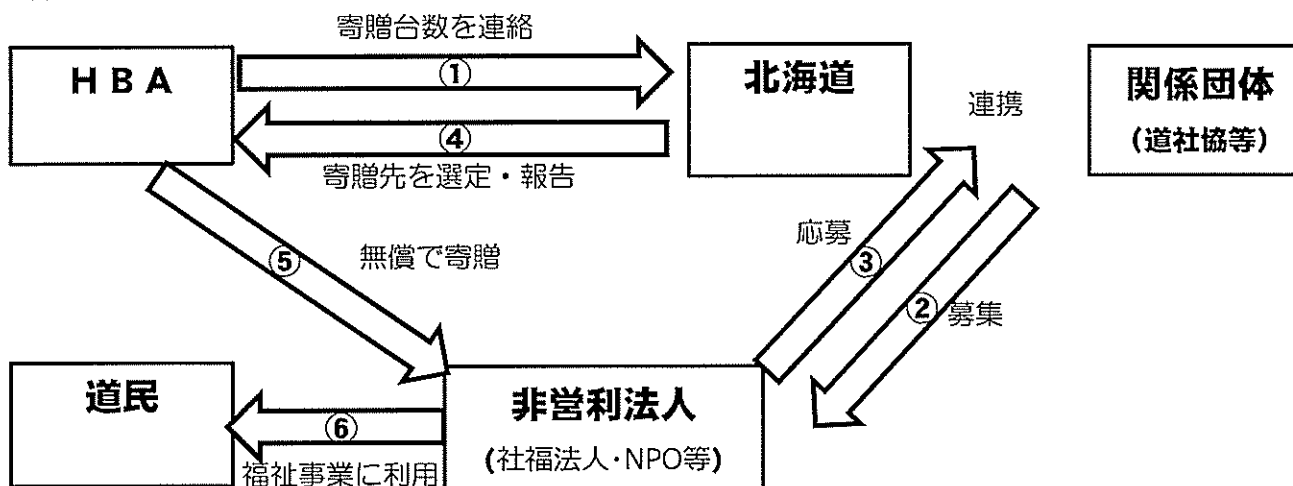 寄贈台数を連絡
HBA
①
北海道
関係団体
(道社協等)
連携
④
寄贈先を選定・報告
応募
③
⑤
無償で寄贈
②
募集
道民
⑥
福祉事業に利用
非営利法人
(社福法人・NPO等)